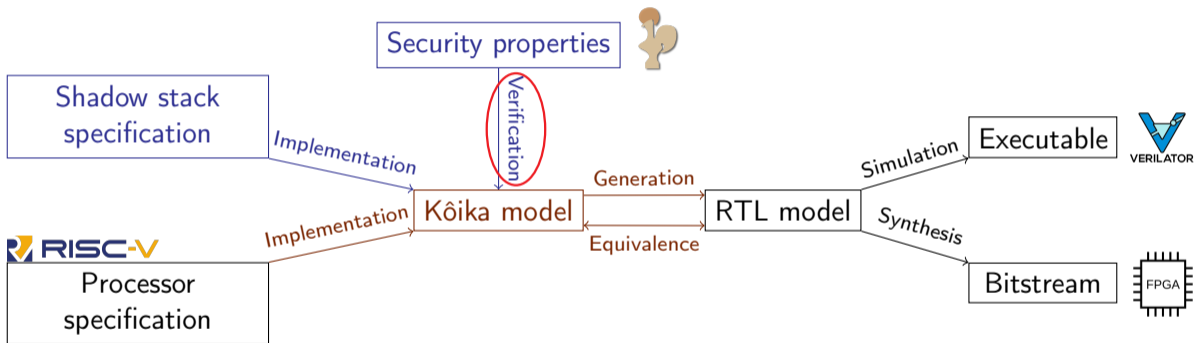 Security properties
Shadow stack
specification
Verification
Implementation
Executable
VERILATOR
Simulation
Generation
Kôika model
RTL model
Equivalence
Implementation
Synthesis
RISC-V
Processor
specification
Bitstream
FPGA